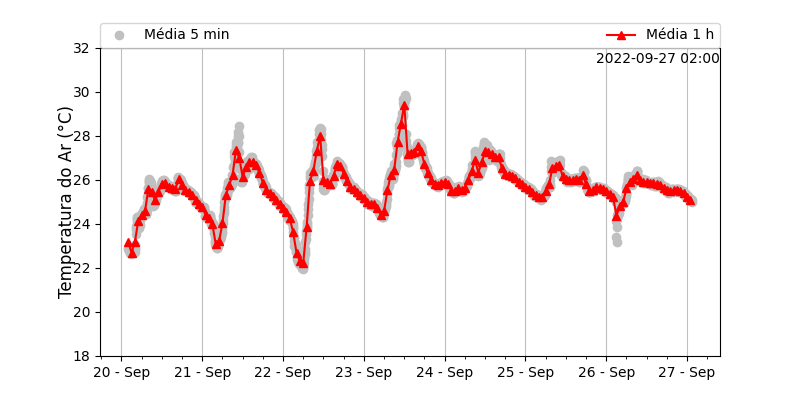 Média 5 min
Média 1 h
2022-09-27 02:00
Temperatura do Ar (°C)
32
30
28
26
24
22
20
18
20 - Sep
21 - Sep
22 - Sep
23 - Sep
24 - Sep
25 - Sep
26 - Sep
27 - Sep